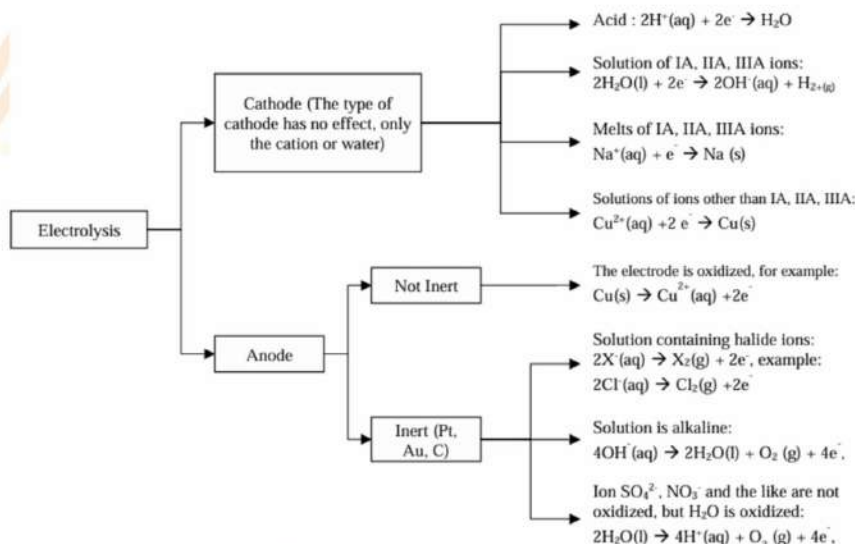 Acid : 2H⁺(aq) + 2e⁻ → H₂O
Solution of IA, IIA, IIIA ions:
2H₂O(l) + 2e⁻ → 2OH⁻(aq) + H₂₊₍g₎
Cathode (The type of
cathode has no effect, only
the cation or water)
Melts of IA, IIA, IIIA ions:
Na⁺(aq) + e⁻ → Na (s)
Solutions of ions other than IA, IIA, IIIA:
Cu²⁺(aq) +2 e⁻ → Cu(s)
Electrolysis
Not Inert
The electrode is oxidized, for example:
Cu(s) → Cu²⁺(aq) +2e⁻
Anode
Solution containing halide ions:
2X⁻(aq) → X₂(g) + 2e⁻, example:
2Cl⁻(aq) → Cl₂(g) +2e⁻
Inert (Pt,
Au, C)
Solution is alkaline:
4OH⁻(aq) → 2H₂O(l) + O₂ (g) + 4e⁻,
Ion SO₄²⁻, NO₃⁻ and the like are not
oxidized, but H₂O is oxidized:
2H₂O(l) → 4H⁺(aq) + O₂ (g) + 4e⁻,